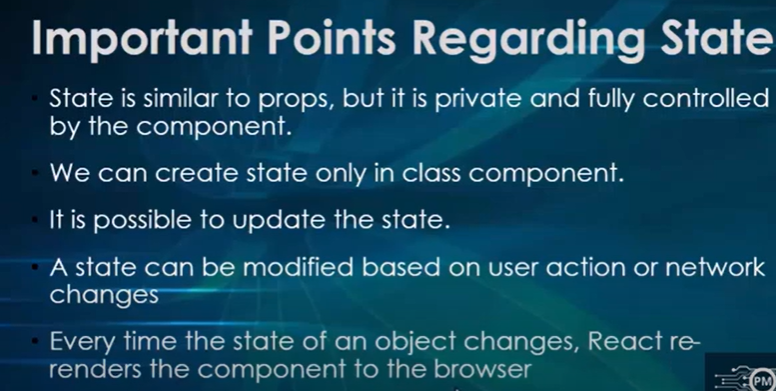 Important Points Regarding State
State is similar to props, but it is private and fully controlled
by the component.
We can create state only in class component.
It is possible to update the state.
A state can be modified based on user action or network
changes
Every time the state of an object changes, React re-
renders the component to the browser
PM